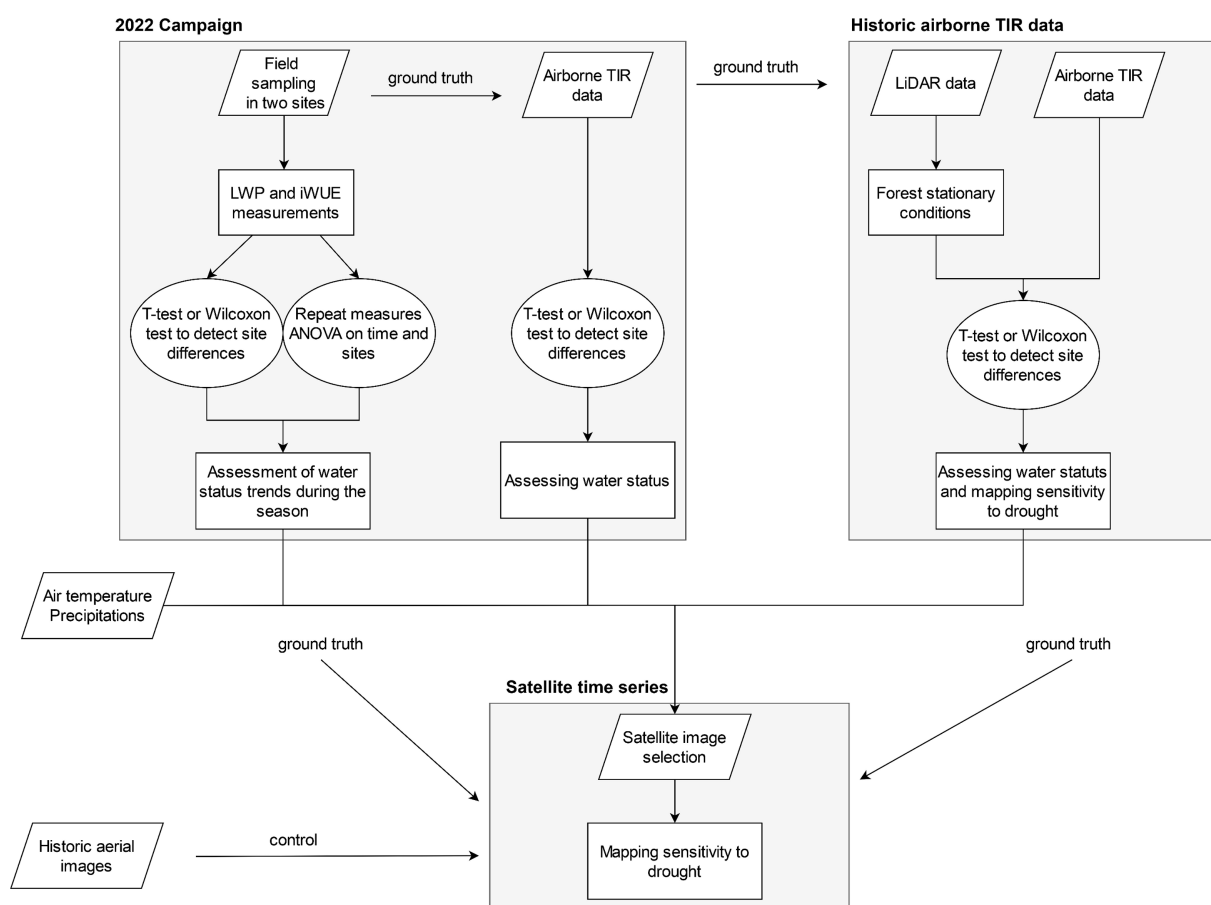 2022 Campaign
Historic airborne TIR data
Field
sampling
in two sites
ground truth
Airborne TIR
data
ground truth
LiDAR data
Airborne TIR
data
LWP and iWUE
measurements
Forest stationary
conditions
T-test or Wilcoxon
test to detect site
differences
Repeat measures
ANOVA on time and
sites
T-test or Wilcoxon
test to detect site
differences
T-test or Wilcoxon
test to detect site
differences
Assessment of water
status trends during the
season
Assessing water status
Assessing water statuts
and mapping sensitivity
to drought
Air temperature
Precipitations
ground truth
ground truth
Satellite time series
Satellite image
selection
Historic aerial
images
control
Mapping sensitivity to
drought